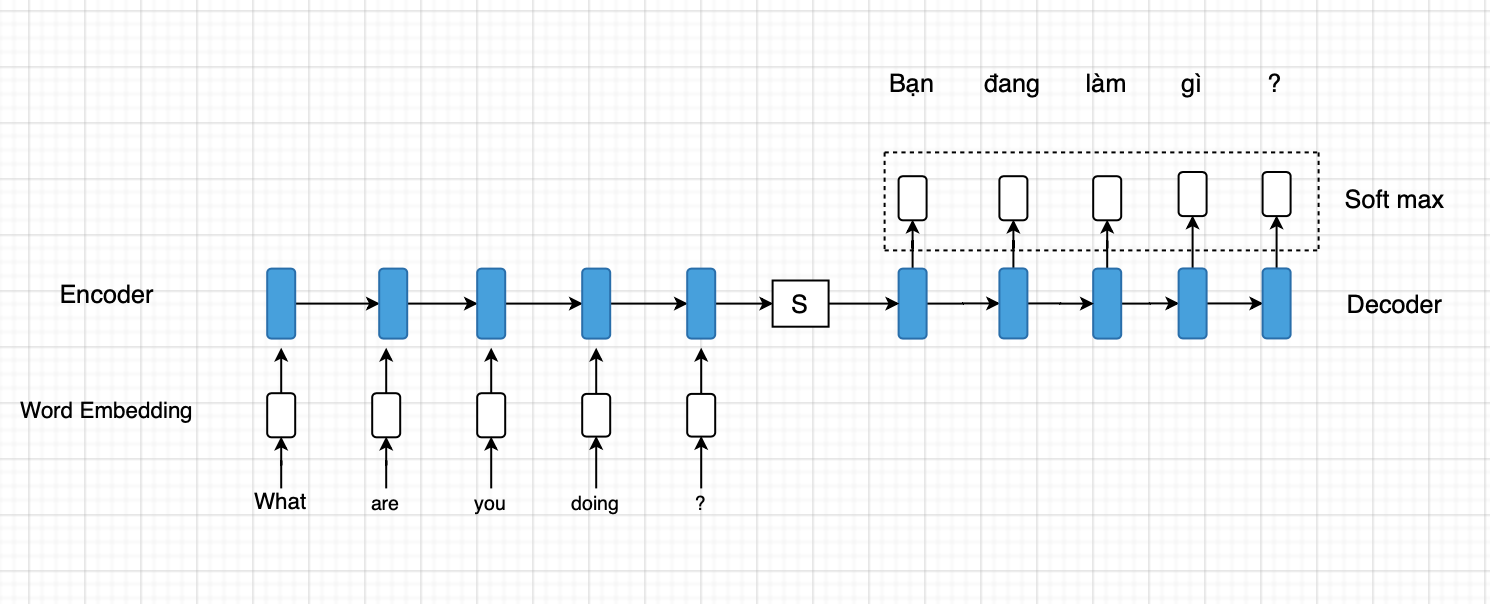 Bạn đang làm gì ?
Soft max
Encoder
S
Decoder
Word Embedding
What are you doing ?